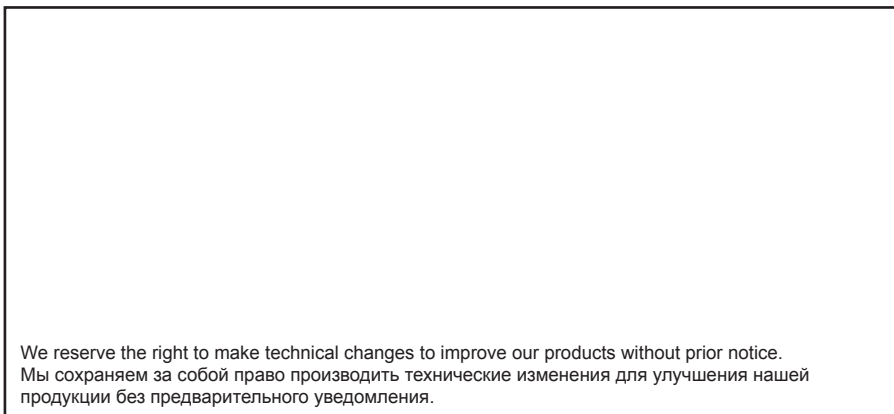 We reserve the right to make technical changes to improve our products without prior notice.
Мы сохраняем за собой право производить технические изменения для улучшения нашей
продукции без предварительного уведомления.